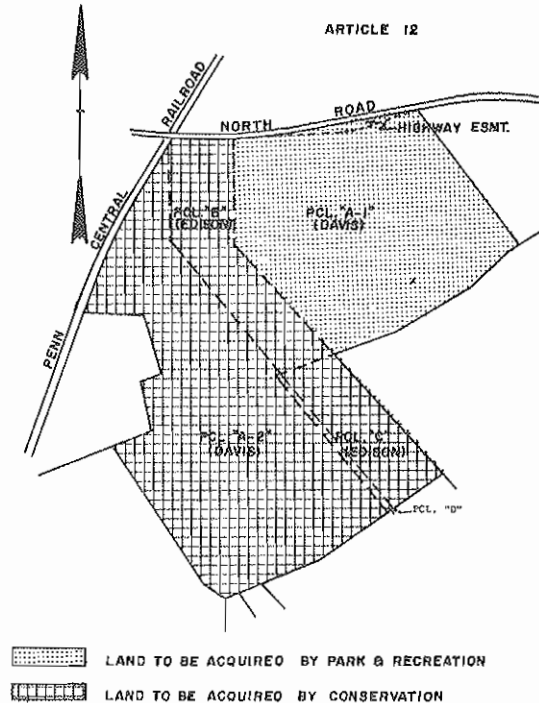 ARTICLE 12
RAILROAD
NORTH ROAD
HIGHWAY ESMT.
CENTRAL
PCL. "B"
(EDISON)
PCL. "A-1"
(DAVIS)
PENN
PCL. "A-2"
(DAVIS)
PCL. "C"
(EDISON)
PCL. "D"
LAND TO BE ACQUIRED BY PARK & RECREATION
LAND TO BE ACQUIRED BY CONSERVATION